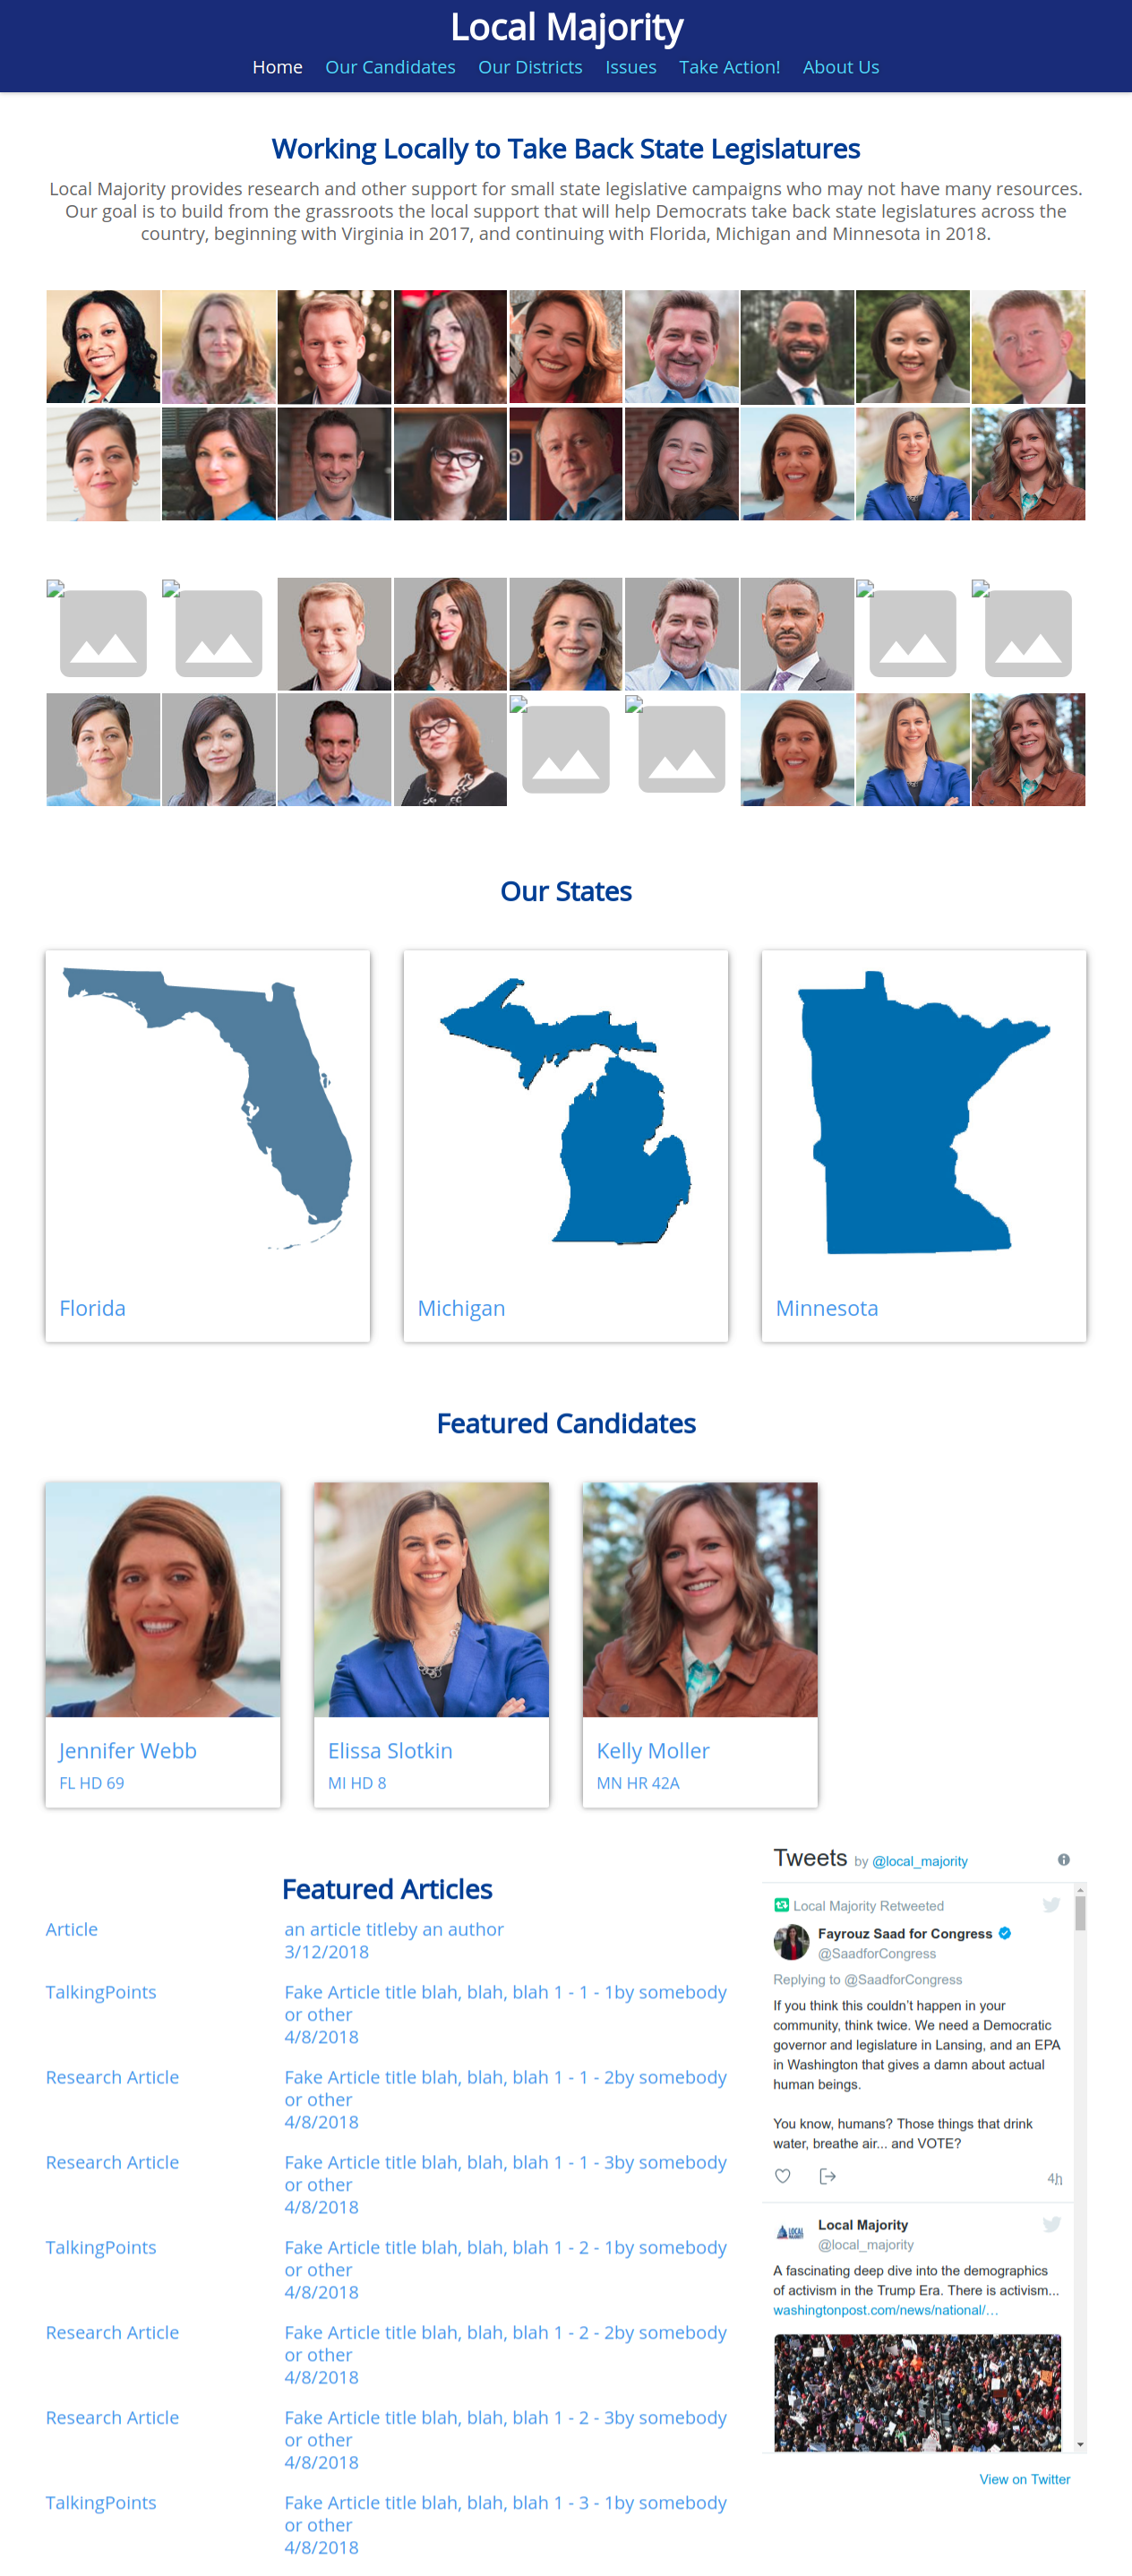 Local Majority
Home Our Candidates Our Districts Issues Take Action! About Us
Working Locally to Take Back State Legislatures
Local Majority provides research and other support for small state legislative campaigns who may not have many resources.
Our goal is to build from the grassroots the local support that will help Democrats take back state legislatures across the
country, beginning with Virginia in 2017, and continuing with Florida, Michigan and Minnesota in 2018.
Our States
Florida
Michigan
Minnesota
Featured Candidates
Jennifer Webb
FL HD 69
Elissa Slotkin
MI HD 8
Kelly Moller
MN HR 42A
Featured Articles
Article
an article titleby an author
3/12/2018
TalkingPoints
Fake Article title blah, blah, blah 1 - 1 - 1by somebody
or other
4/8/2018
Research Article
Fake Article title blah, blah, blah 1 - 1 - 2by somebody
or other
4/8/2018
Research Article
Fake Article title blah, blah, blah 1 - 1 - 3by somebody
or other
4/8/2018
TalkingPoints
Fake Article title blah, blah, blah 1 - 2 - 1by somebody
or other
4/8/2018
Research Article
Fake Article title blah, blah, blah 1 - 2 - 2by somebody
or other
4/8/2018
Research Article
Fake Article title blah, blah, blah 1 - 2 - 3by somebody
or other
4/8/2018
TalkingPoints
Fake Article title blah, blah, blah 1 - 3 - 1by somebody
or other
4/8/2018
Tweets by @local_majority
Local Majority Retweeted
Fayrouz Saad for Congress
@SaadforCongress
Replying to @SaadforCongress
If you think this couldn't happen in your
community, think twice. We need a Democratic
governor and legislature in Lansing, and an EPA
in Washington that gives a damn about actual
human beings.
You know, humans? Those things that drink
water, breathe air... and VOTE?
4h
LOCAL
Local Majority
@local_majority
A fascinating deep dive into the demographics
of activism in the Trump Era. There is activism...
washingtonpost.com/news/national/…
View on Twitter